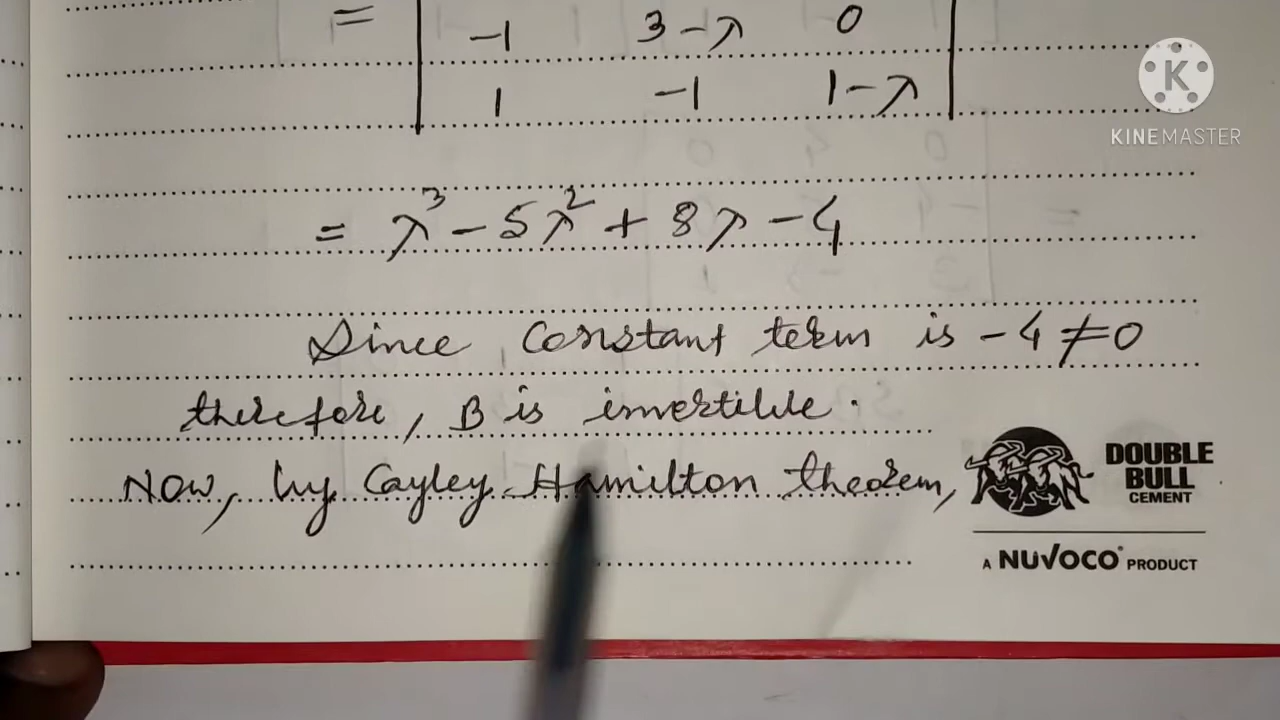 = | -1 3-λ 0 |
| 1 -1 1-λ |
KINEMASTER
= λ³ - 5λ² + 8λ - 4
Since constant term is -4 ≠ 0
therefore, B is invertible.
Now, by Cayley Hamilton theorem,
DOUBLE
BULL
CEMENT
A NUVOCO PRODUCT